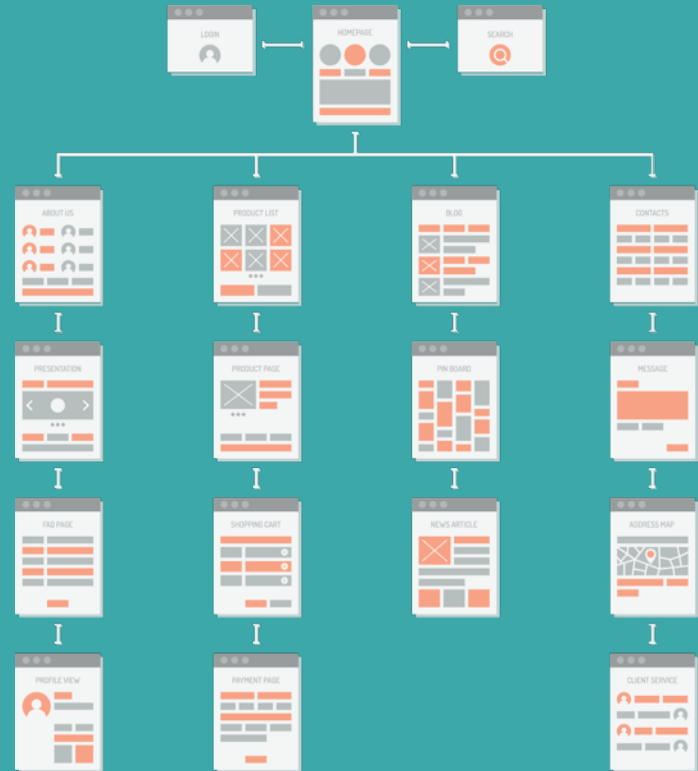 LOGIN
HOMEPAGE
SEARCH
ABOUT US
PRODUCT LIST
BLOG
CONTACTS
PRESENTATION
PRODUCT PAGE
PIN BOARD
MESSAGE
FAQ PAGE
SHOPPING CART
NEWS ARTICLE
ADDRESS MAP
PROFILE VIEW
PAYMENT PAGE
CLIENT SERVICE